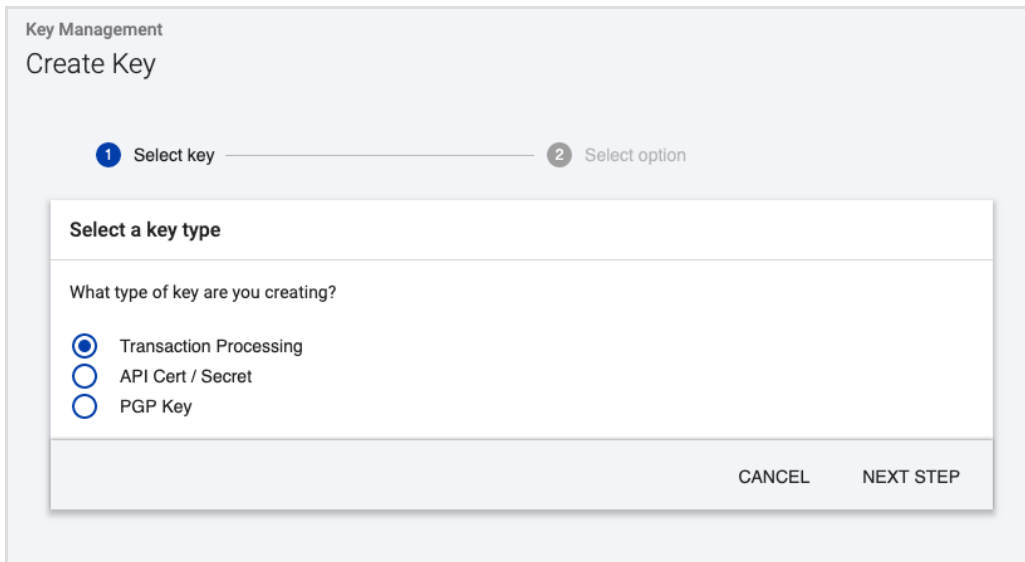 Key Management
Create Key
1 Select key 2 Select option
Select a key type
What type of key are you creating?
Transaction Processing
API Cert / Secret
PGP Key
CANCEL NEXT STEP